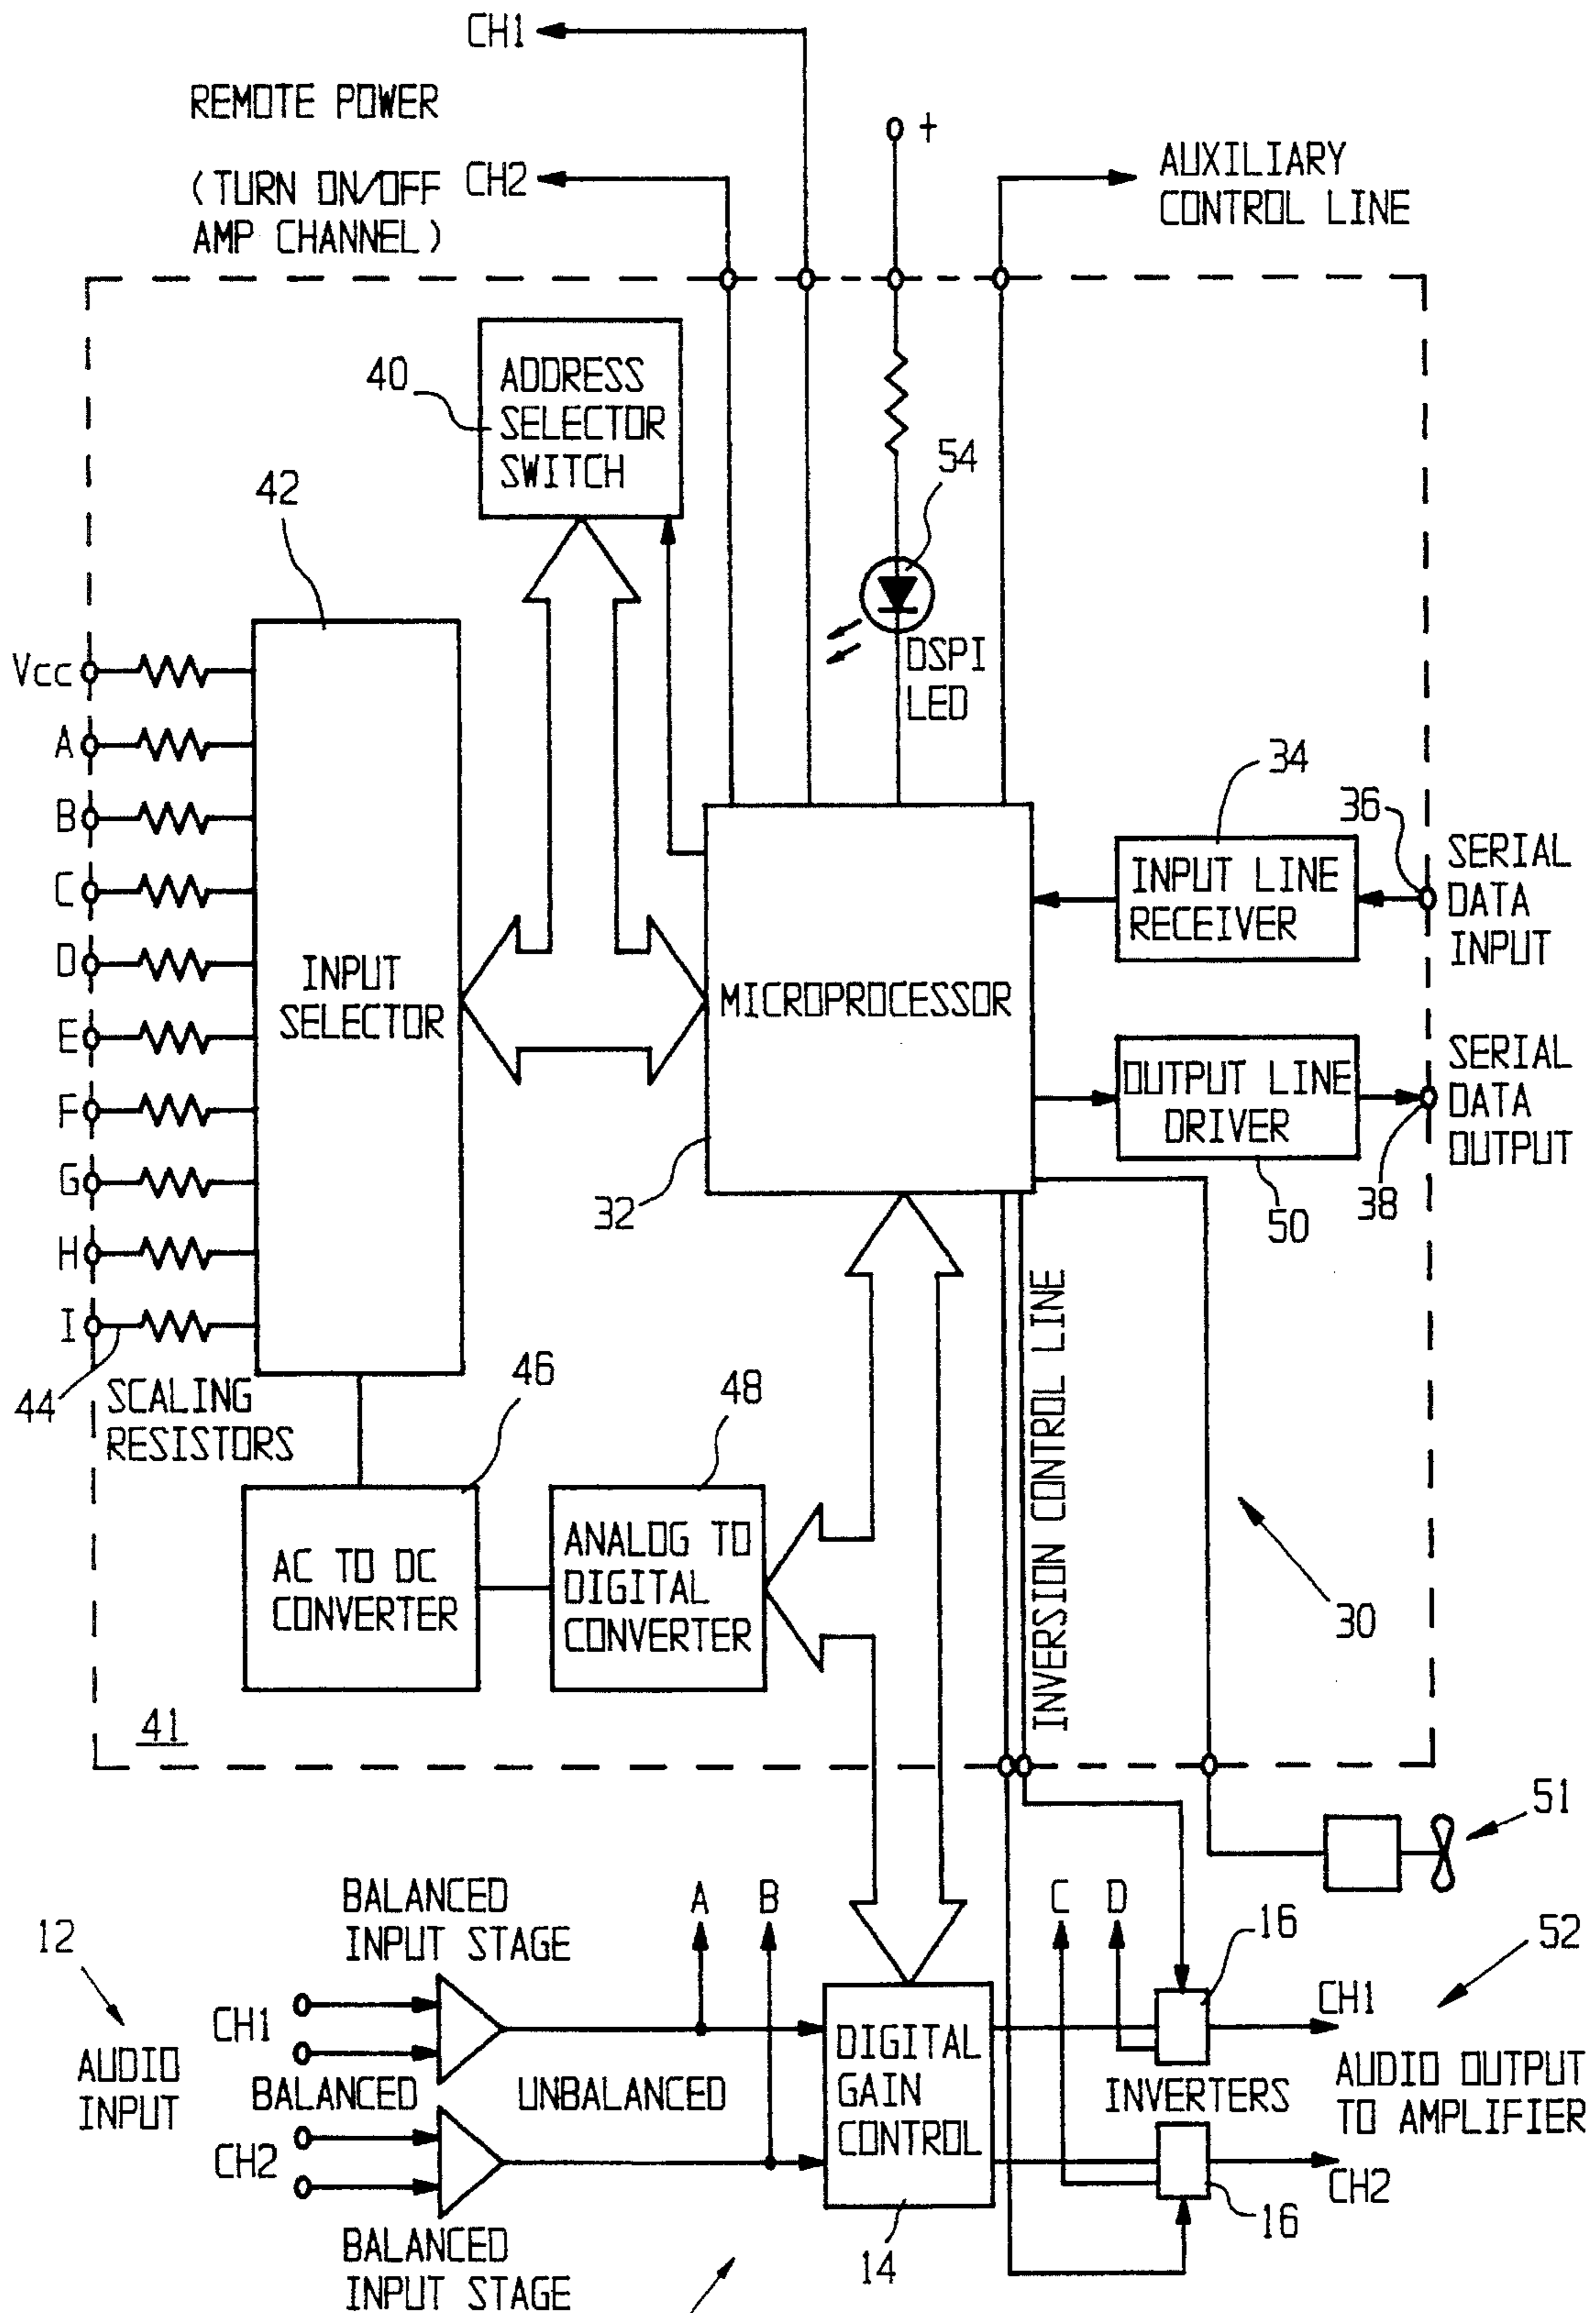 CH1
REMOTE POWER
+
(TURN ON/OFF
AMP CHANNEL)
CH2
AUXILIARY
CONTROL LINE
40
ADDRESS
SELECTOR
SWITCH
54
42
DSPI
LED
Vcc
A
B
C
D
E
F
G
H
I
INPUT
SELECTOR
MICROPROCESSOR
32
34
36
INPUT LINE
RECEIVER
SERIAL
DATA
INPUT
OUTPUT LINE
DRIVER
SERIAL
DATA
OUTPUT
50
38
44
SCALING
RESISTORS
46
48
INVERSION CONTROL LINE
AC TO DC
CONVERTER
ANALOG TO
DIGITAL
CONVERTER
30
41
51
12
BALANCED
INPUT STAGE
A
B
C
D
16
52
CH1
CH1
AUDIO
INPUT
BALANCED
UNBALANCED
DIGITAL
GAIN
CONTROL
INVERTERS
AUDIO OUTPUT
TO AMPLIFIER
CH2
CH2
16
BALANCED
INPUT STAGE
14